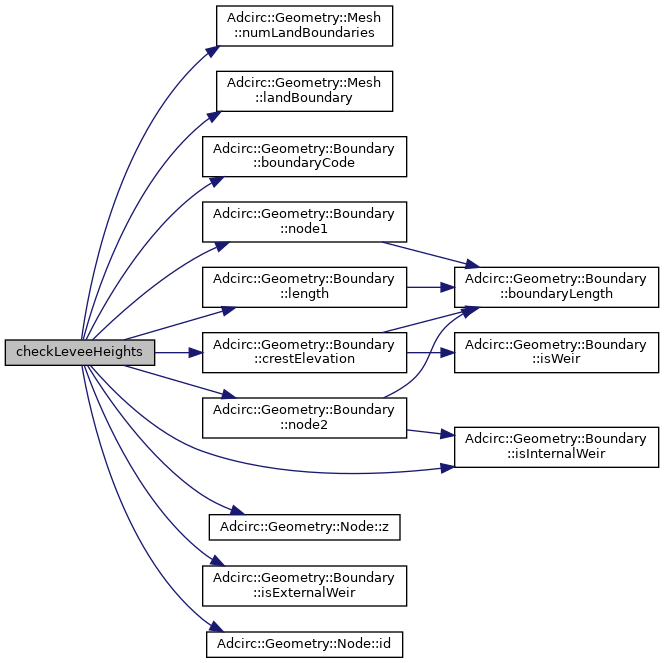 Adcirc::Geometry::Mesh
::numLandBoundaries
Adcirc::Geometry::Mesh
::landBoundary
Adcirc::Geometry::Boundary
::boundaryCode
Adcirc::Geometry::Boundary
::node1
Adcirc::Geometry::Boundary
::length
Adcirc::Geometry::Boundary
::boundaryLength
checkLeveeHeights
Adcirc::Geometry::Boundary
::crestElevation
Adcirc::Geometry::Boundary
::isWeir
Adcirc::Geometry::Boundary
::node2
Adcirc::Geometry::Boundary
::isInternalWeir
Adcirc::Geometry::Node::z
Adcirc::Geometry::Boundary
::isExternalWeir
Adcirc::Geometry::Node::id